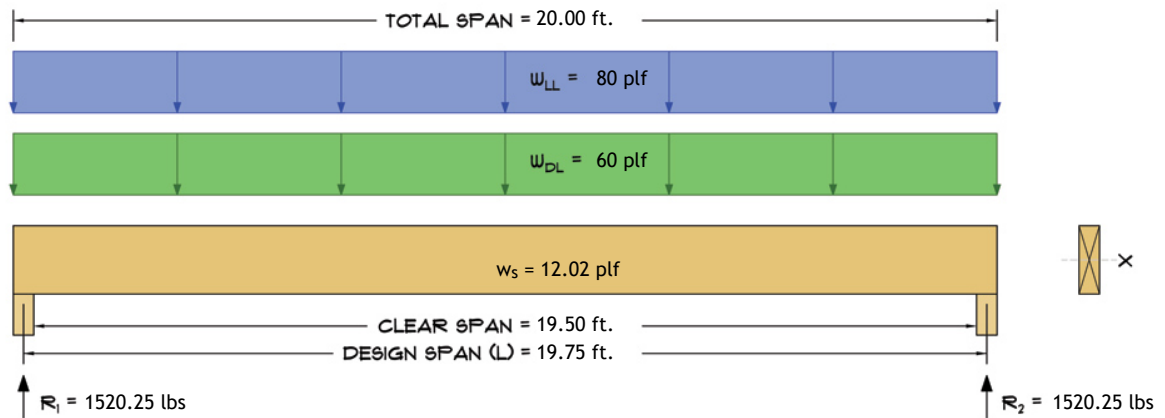 TOTAL SPAN = 20.00 ft.
WLL = 80 plf
WDL = 60 plf
ws = 12.02 plf
X
CLEAR SPAN = 19.50 ft.
DESIGN SPAN (L) = 19.75 ft.
R1 = 1520.25 lbs
R2 = 1520.25 lbs